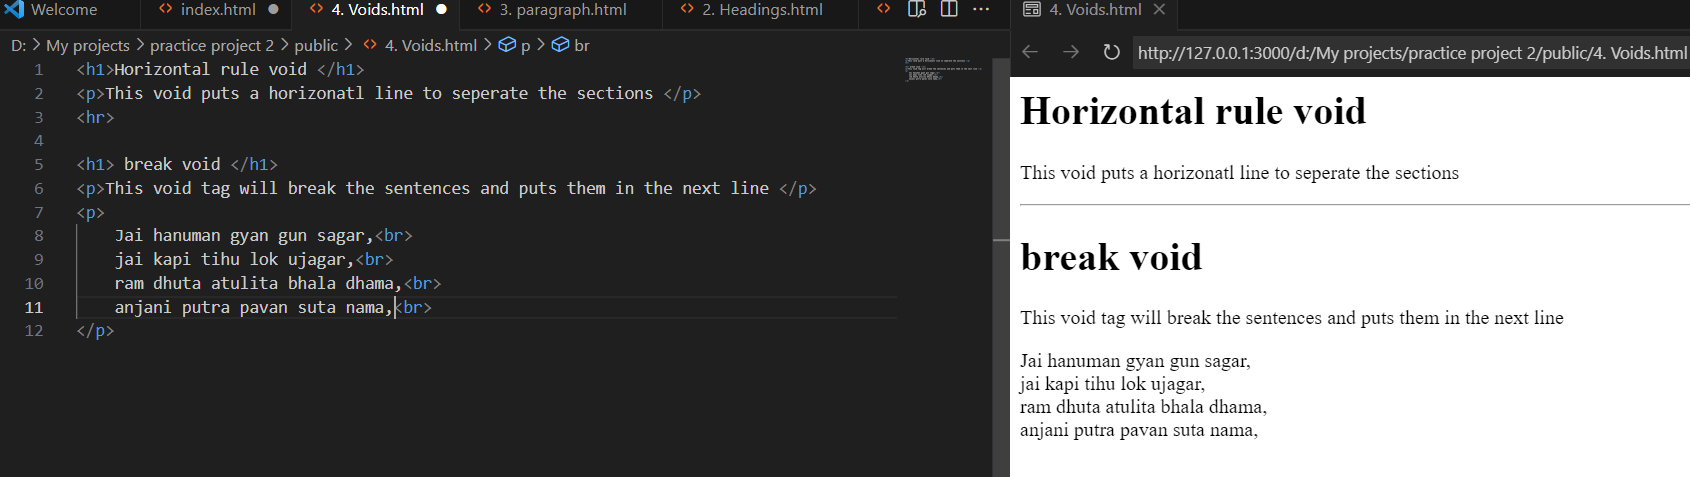 Welcome
index.html
4. Voids.html
3. paragraph.html
2. Headings.html
D: > My projects > practice project 2 > public > 4. Voids.html > p > br
1 <h1>Horizontal rule void </h1>
2 <p>This void puts a horizonatl line to seperate the sections </p>
3 <hr>
4
5 <h1> break void </h1>
6 <p>This void tag will break the sentences and puts them in the next line </p>
7 <p>
8 Jai hanuman gyan gun sagar,<br>
9 jai kapi tihu lok ujagar,<br>
10 ram dhuta atulita bhala dhama,<br>
11 anjani putra pavan suta nama,<br>
12 </p>
4. Voids.html
http://127.0.0.1:3000/d:/My projects/practice project 2/public/4. Voids.html
Horizontal rule void
This void puts a horizonatl line to seperate the sections
break void
This void tag will break the sentences and puts them in the next line
Jai hanuman gyan gun sagar,
jai kapi tihu lok ujagar,
ram dhuta atulita bhala dhama,
anjani putra pavan suta nama,